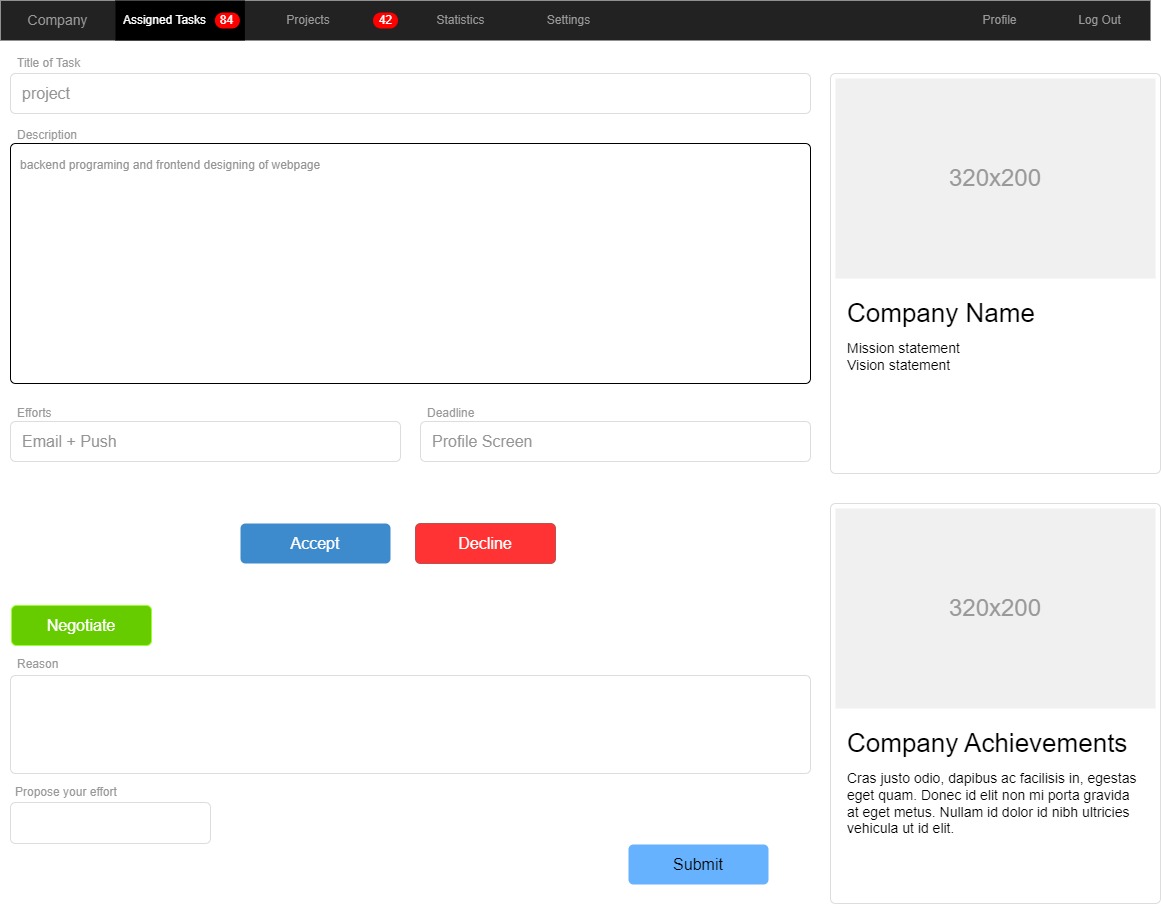 Company Assigned Tasks 84 Projects 42 Statistics Settings Profile Log Out
Title of Task
project
Description
backend programing and frontend designing of webpage
Efforts
Email + Push
Deadline
Profile Screen
Accept
Decline
Negotiate
Reason
Propose your effort
Submit
320x200
Company Name
Mission statement
Vision statement
320x200
Company Achievements
Cras justo odio, dapibus ac facilisis in, egestas
eget quam. Donec id elit non mi porta gravida
at eget metus. Nullam id dolor id nibh ultricies
vehicula ut id elit.